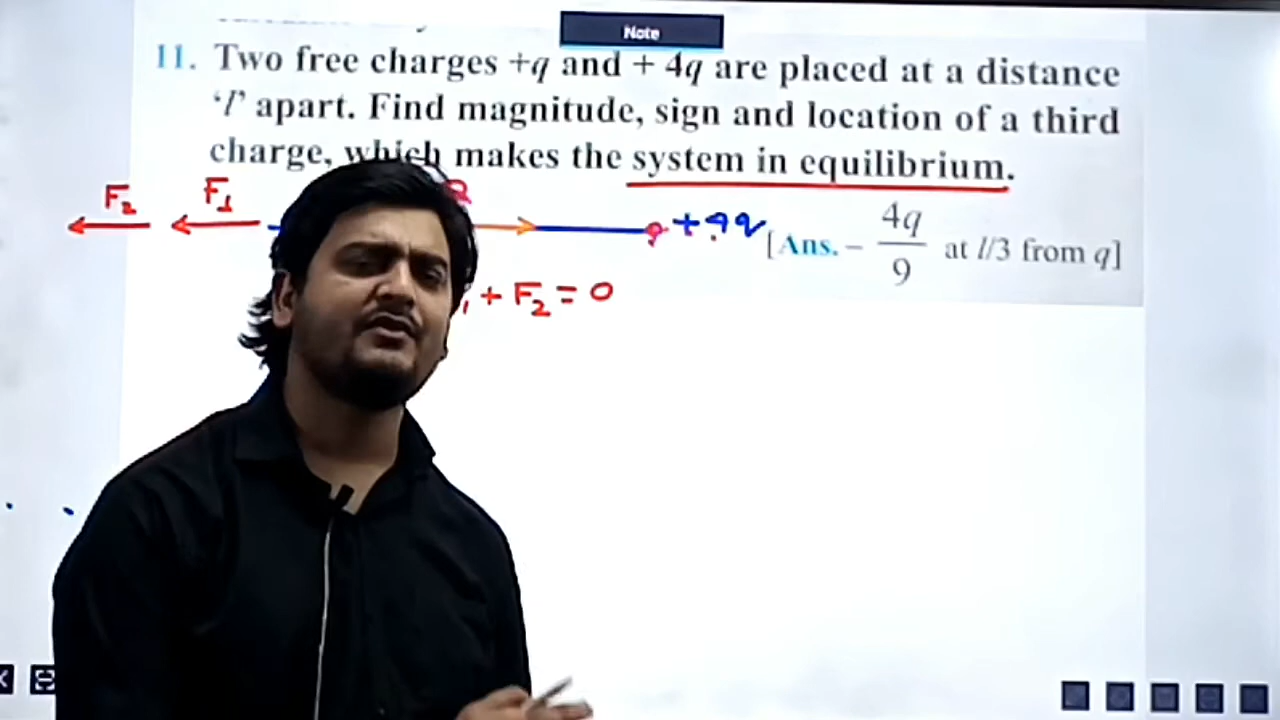 Note
11. Two free charges +q and + 4q are placed at a distance
‘l’ apart. Find magnitude, sign and location of a third
charge, which makes the system in equilibrium.
F₂ F₁
+4q
[Ans. – 4q/9 at l/3 from q]
+ F₂ = 0